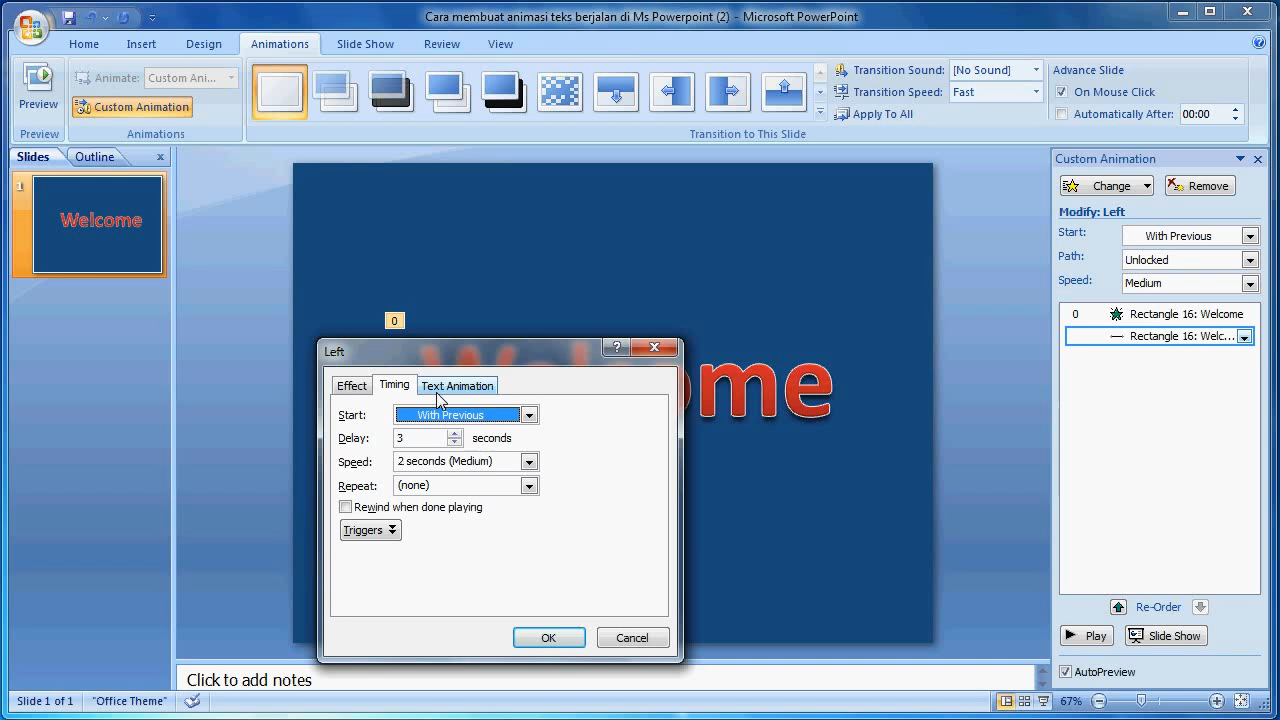 Cara membuat animasi teks berjalan di Ms Powerpoint (2) - Microsoft PowerPoint
Home Insert Design Animations Slide Show Review View
Preview
Preview
Animate: Custom Ani...
Custom Animation
Animations
Transition to This Slide
Transition Sound: [No Sound]
Transition Speed: Fast
Apply To All
Advance Slide
On Mouse Click
Automatically After: 00:00
Slides Outline
1
Welcome
0
ome
Left
Effect Timing Text Animation
Start: With Previous
Delay: 3 seconds
Speed: 2 seconds (Medium)
Repeat: (none)
Rewind when done playing
Triggers
OK Cancel
Custom Animation
Change Remove
Modify: Left
Start: With Previous
Path: Unlocked
Speed: Medium
0 Rectangle 16: Welcome
Rectangle 16: Welc...
Re-Order
Play Slide Show
AutoPreview
Click to add notes
Slide 1 of 1 "Office Theme" 67%